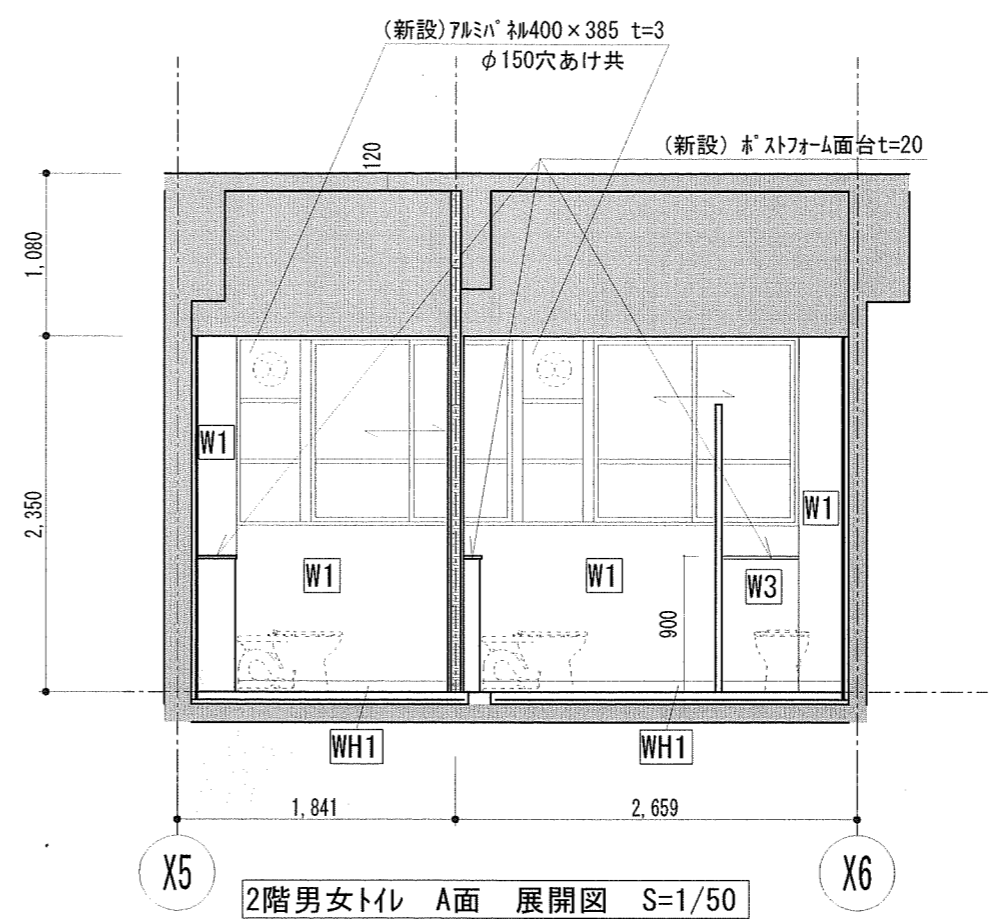 (新設)ｱﾙﾐﾊﾟﾈﾙ400×385 t=3
φ150穴あけ共
(新設) ﾎﾟｽﾄﾌｫｰﾑ面台t=20
120
1,080
2,350
W1
W1
W1
W1
W3
900
WH1
WH1
1,841
2,659
X5
X6
2階男女ﾄｲﾚ A面 展開図 S=1/50